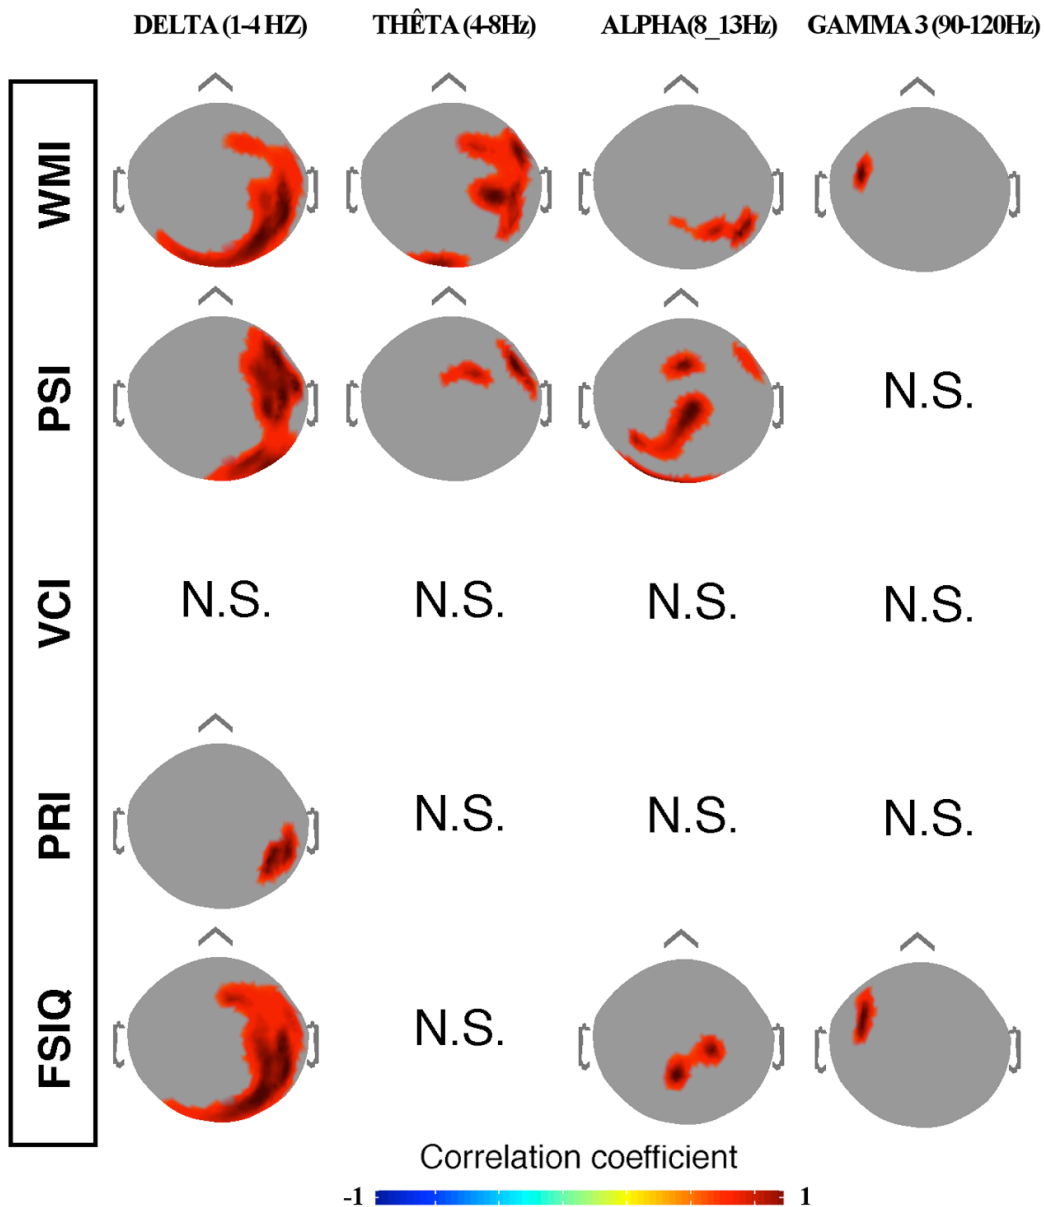 DELTA (1-4 HZ) THÊTA (4-8Hz) ALPHA(8_13Hz) GAMMA 3 (90-120Hz)
WMI
PSI N.S.
VCI N.S. N.S. N.S. N.S.
PRI N.S. N.S. N.S.
FSIQ N.S.
Correlation coefficient
-1 1